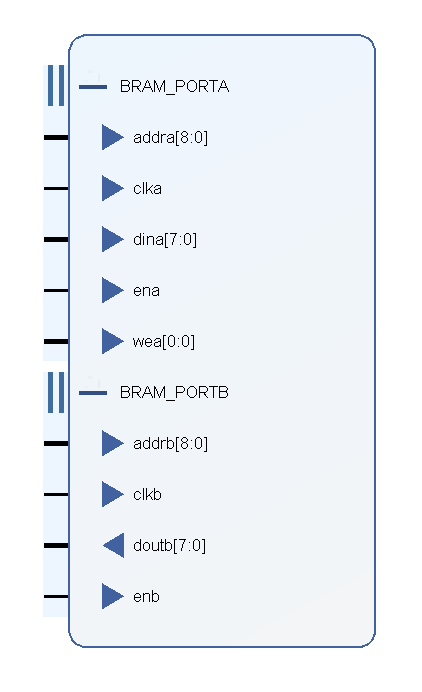 BRAM_PORTA
addra[8:0]
clka
dina[7:0]
ena
wea[0:0]
BRAM_PORTB
addrb[8:0]
clkb
doutb[7:0]
enb